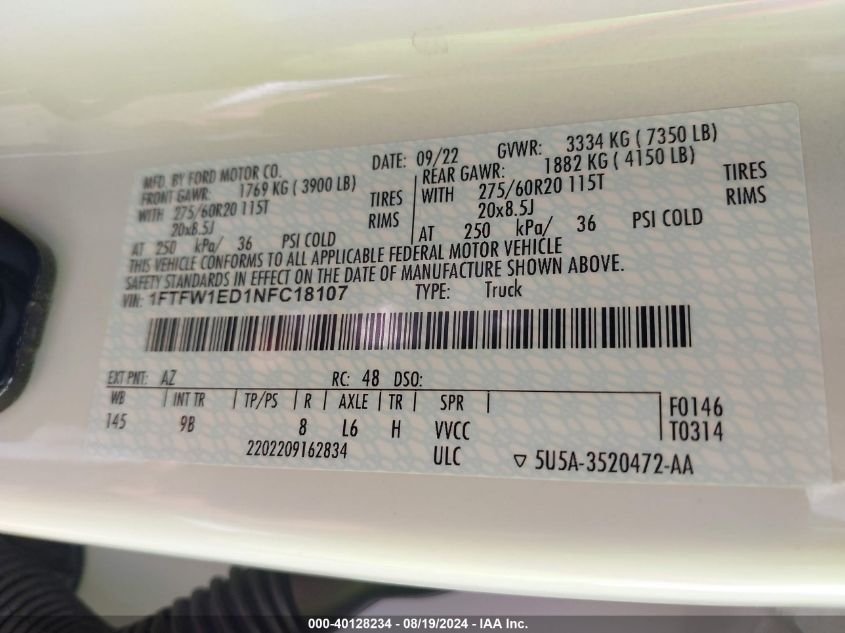 MFD. BY FORD MOTOR CO. DATE: 09/22 GVWR: 3334 KG ( 7350 LB)
FRONT GAWR: 1769 KG ( 3900 LB) REAR GAWR: 1882 KG ( 4150 LB)
WITH 275/60R20 115T TIRES WITH 275/60R20 115T TIRES
20x8.5J RIMS 20x8.5J RIMS
AT 250 kPa/ 36 PSI COLD AT 250 kPa/ 36 PSI COLD
THIS VEHICLE CONFORMS TO ALL APPLICABLE FEDERAL MOTOR VEHICLE
SAFETY STANDARDS IN EFFECT ON THE DATE OF MANUFACTURE SHOWN ABOVE.
VIN: 1FTFW1ED1NFC18107 TYPE: Truck
EXT PNT: AZ RC: 48 DSO:
WB INT TR TP/PS R AXLE TR SPR F0146
145 9B 8 L6 H VVCC T0314
2202209162834 ULC ▽ 5U5A-3520472-AA
000-40128234 - 08/19/2024 - IAA Inc.